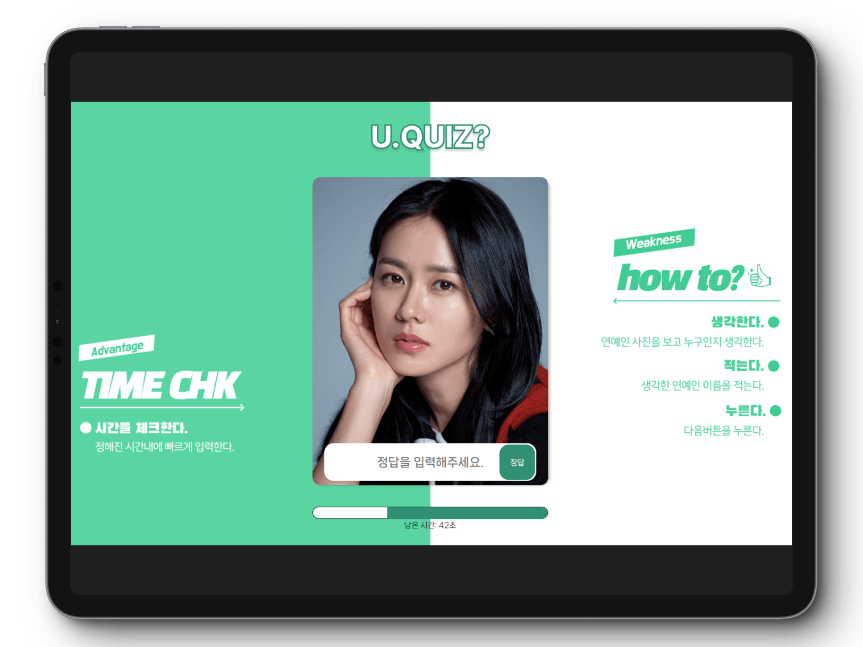 U.QUIZ?
Advantage
TIME CHK
시간을 체크한다.
정해진 시간내에 빠르게 입력한다.
정답을 입력해주세요.
정답
남은 시간: 42초
Weakness
how to?
생각한다.
연예인 사진을 보고 누구인지 생각한다.
적는다.
생각한 연예인 이름을 적는다.
누른다.
다음버튼을 누른다.